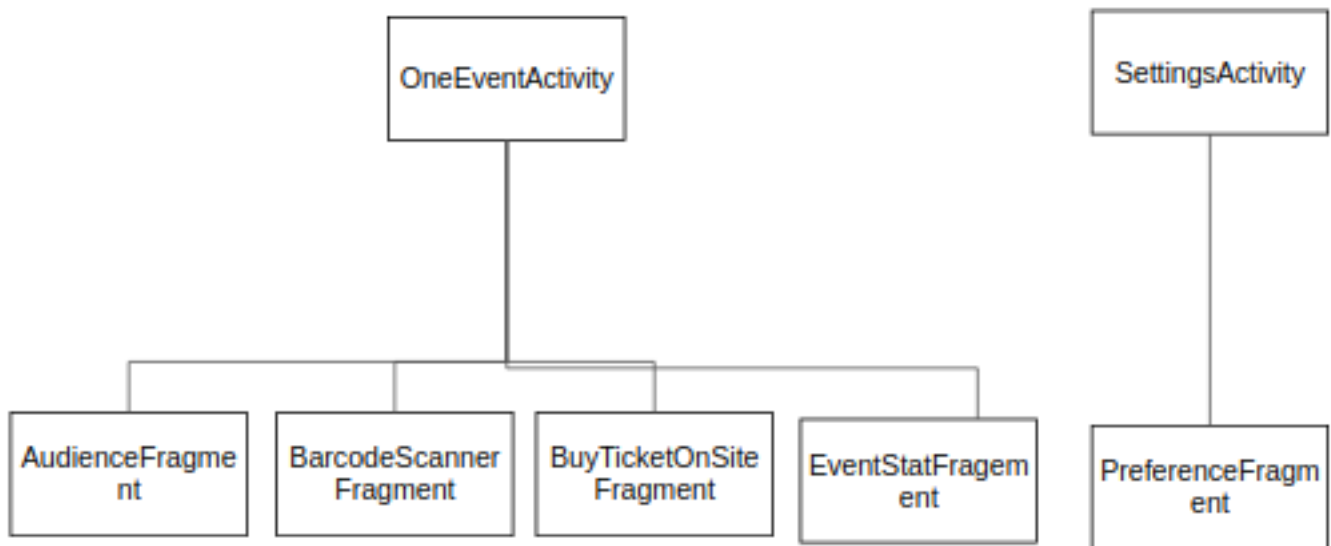 OneEventActivity
SettingsActivity
AudienceFragme
nt
BarcodeScanner
Fragment
BuyTicketOnSite
Fragment
EventStatFragem
ent
PreferenceFragm
ent